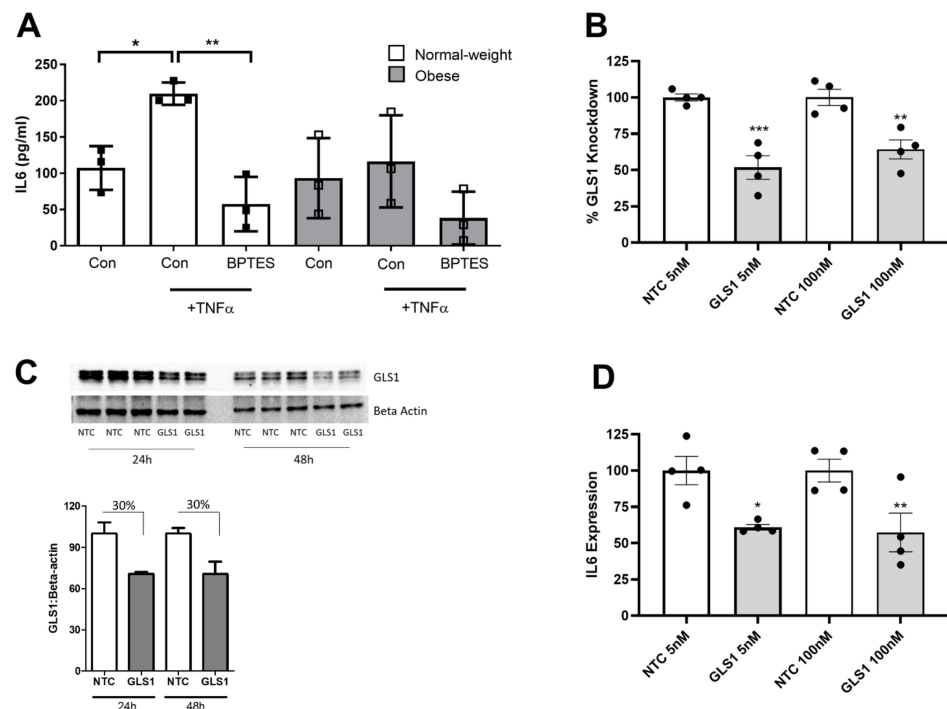 A
* **
Normal-weight
Obese
IL6 (pg/ml)
250
200
150
100
50
0
Con Con BPTES Con Con BPTES
+TNFα +TNFα
B
% GLS1 Knockdown
125
100
75
50
25
0
*** **
NTC 5nM GLS1 5nM NTC 100nM GLS1 100nM
C
GLS1
Beta Actin
NTC NTC NTC GLS1 GLS1 NTC NTC NTC GLS1 GLS1
24h 48h
30% 30%
GLS1:Beta-actin
120
90
60
30
0
NTC GLS1 NTC GLS1
24h 48h
D
IL6 Expression
125
100
75
50
25
0
* **
NTC 5nM GLS1 5nM NTC 100nM GLS1 100nM